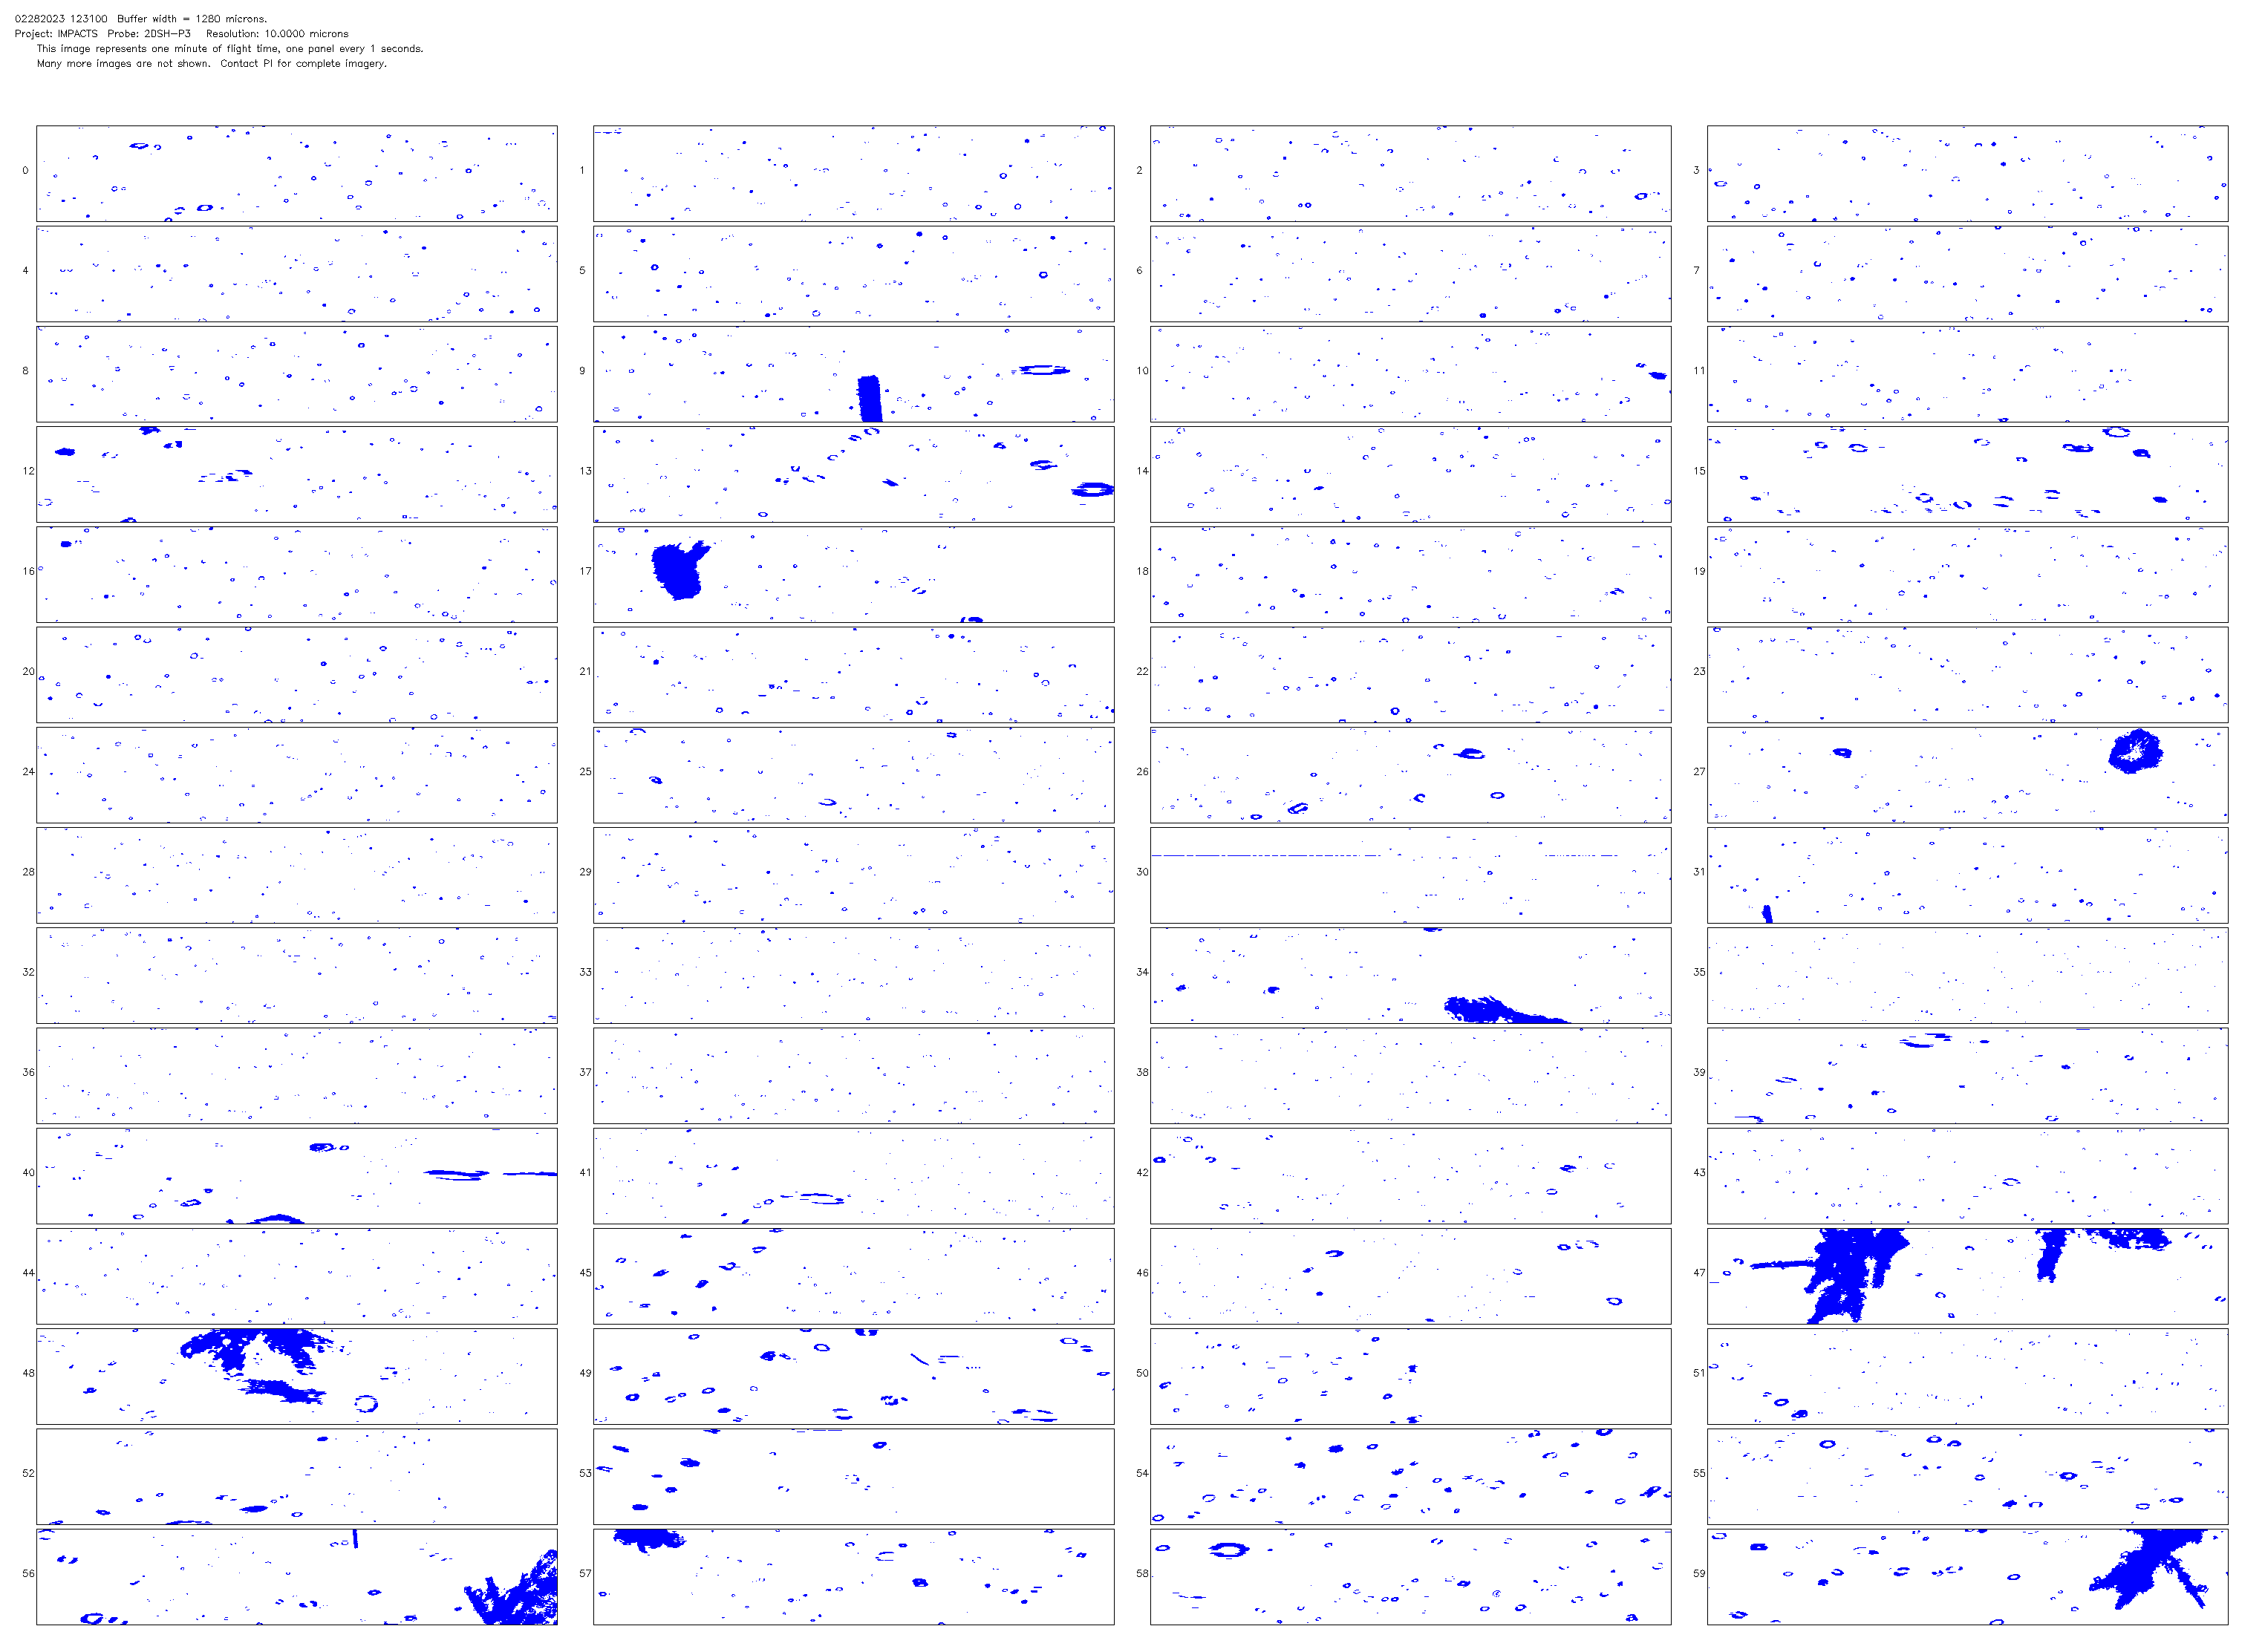 02282023 123100  Buffer width = 1280 microns.
Project: IMPACTS  Probe: 2DSH-P3  Resolution: 10.0000 microns
This image represents one minute of flight time, one panel every 1 seconds.
Many more images are not shown.  Contact PI for complete imagery.
0 1 2 3
4 5 6 7
8 9 10 11
12 13 14 15
16 17 18 19
20 21 22 23
24 25 26 27
28 29 30 31
32 33 34 35
36 37 38 39
40 41 42 43
44 45 46 47
48 49 50 51
52 53 54 55
56 57 58 59